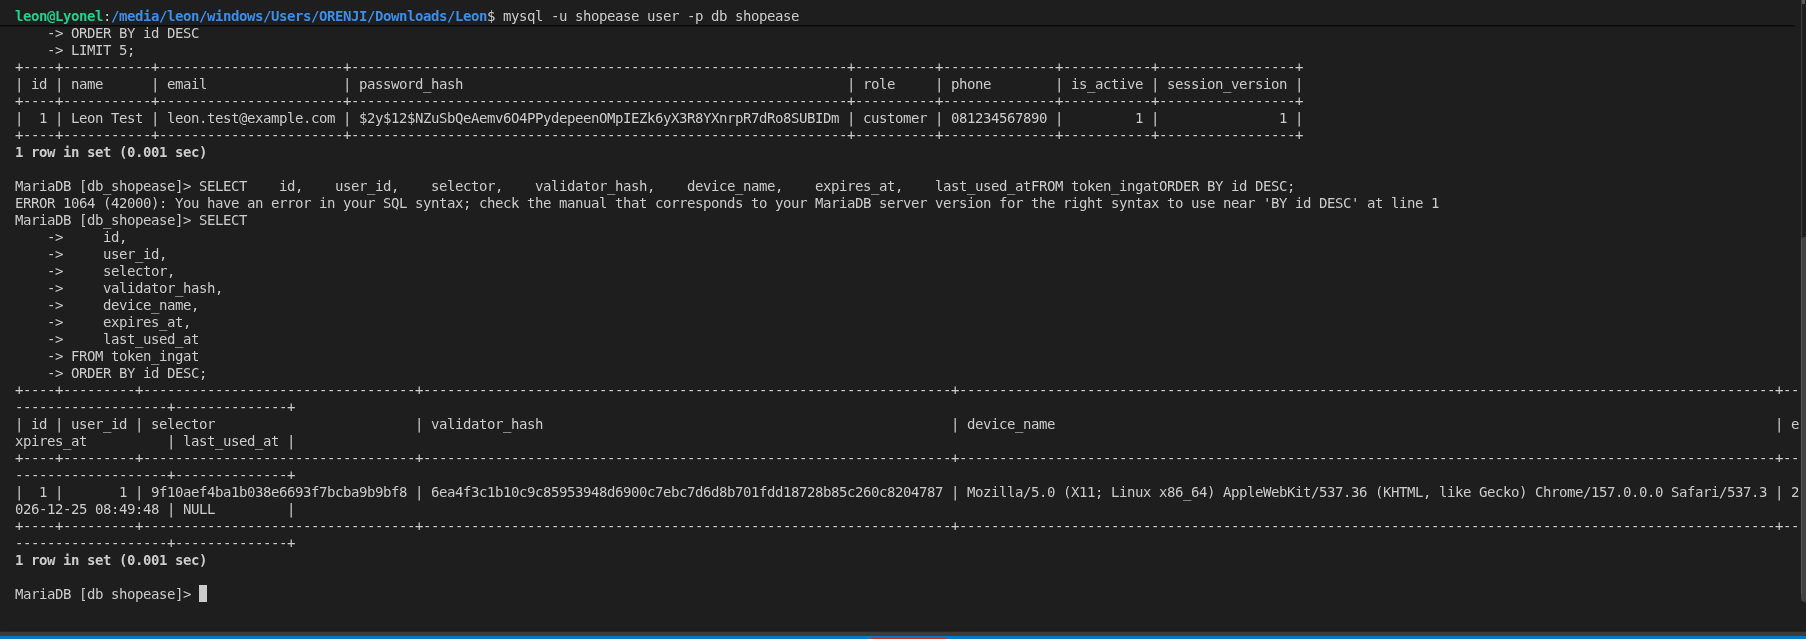 leon@Lyonel:/media/leon/windows/Users/ORENJI/Downloads/Leon$ mysql -u shopease user -p db shopease
    -> ORDER BY id DESC
    -> LIMIT 5;
+----+-----------+-----------------------+--------------------------------------------------------------+----------+--------------+-----------+-----------------+
| id | name      | email                 | password_hash                                                | role     | phone        | is_active | session_version |
+----+-----------+-----------------------+--------------------------------------------------------------+----------+--------------+-----------+-----------------+
|  1 | Leon Test | leon.test@example.com | $2y$12$NZuSbQeAemv6O4PPydepeenOMpIEZk6yX3R8YXnrpR7dRo8SUBIDm | customer | 081234567890 |         1 |               1 |
+----+-----------+-----------------------+--------------------------------------------------------------+----------+--------------+-----------+-----------------+
1 row in set (0.001 sec)

MariaDB [db_shopease]> SELECT    id,    user_id,    selector,    validator_hash,    device_name,    expires_at,    last_used_atFROM token_ingatORDER BY id DESC;
ERROR 1064 (42000): You have an error in your SQL syntax; check the manual that corresponds to your MariaDB server version for the right syntax to use near 'BY id DESC' at line 1
MariaDB [db_shopease]> SELECT
    ->     id,
    ->     user_id,
    ->     selector,
    ->     validator_hash,
    ->     device_name,
    ->     expires_at,
    ->     last_used_at
    -> FROM token_ingat
    -> ORDER BY id DESC;
+----+---------+----------------------------------+------------------------------------------------------------------+------------------------------------------------------------------------------------------------------+--
-------------------+--------------+
| id | user_id | selector                         | validator_hash                                                   | device_name                                                                                          | e
xpires_at          | last_used_at |
+----+---------+----------------------------------+------------------------------------------------------------------+------------------------------------------------------------------------------------------------------+--
-------------------+--------------+
|  1 |       1 | 9f10aef4ba1b038e6693f7bcba9b9bf8 | 6ea4f3c1b10c9c85953948d6900c7ebc7d6d8b701fdd18728b85c260c8204787 | Mozilla/5.0 (X11; Linux x86_64) AppleWebKit/537.36 (KHTML, like Gecko) Chrome/157.0.0.0 Safari/537.3 | 2
026-12-25 08:49:48 | NULL         |
+----+---------+----------------------------------+------------------------------------------------------------------+------------------------------------------------------------------------------------------------------+--
-------------------+--------------+
1 row in set (0.001 sec)

MariaDB [db shopease]>